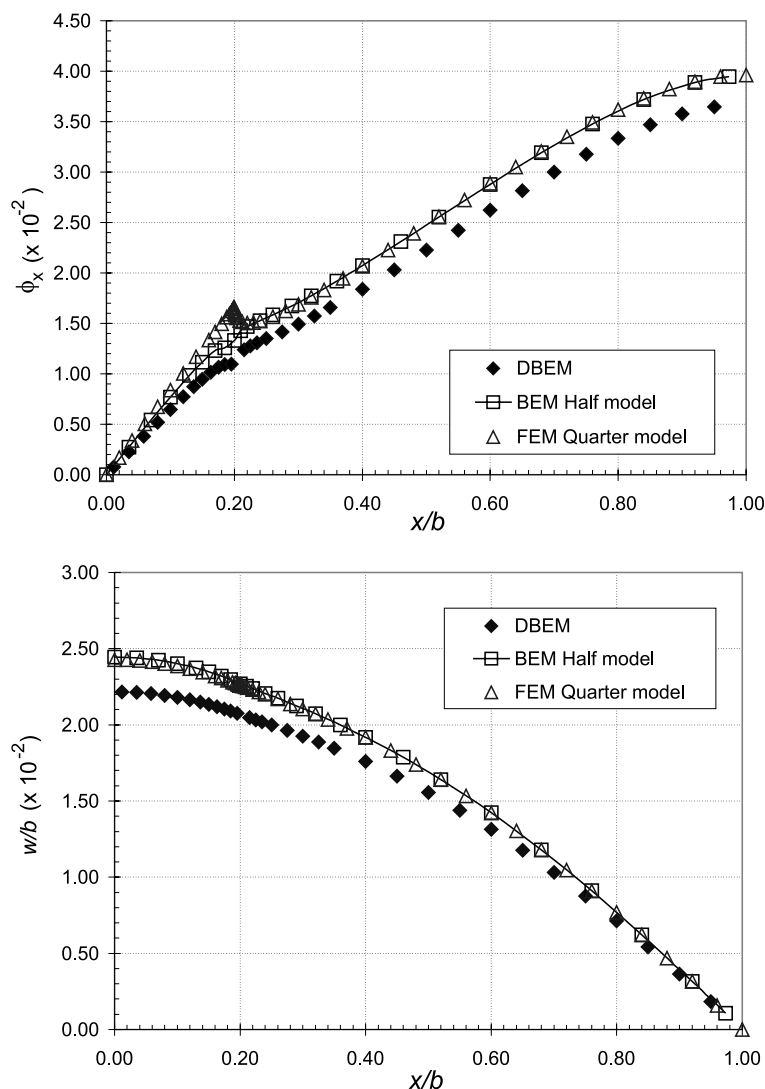 4.50
4.00
3.50
3.00
2.50
2.00
1.50
1.00
0.50
0.00
ϕx (x 10-2)
DBEM
BEM Half model
FEM Quarter model
0.00 0.20 0.40 0.60 0.80 1.00
x/b
3.00
2.50
2.00
1.50
1.00
0.50
0.00
w/b (x 10-2)
DBEM
BEM Half model
FEM Quarter model
0.00 0.20 0.40 0.60 0.80 1.00
x/b